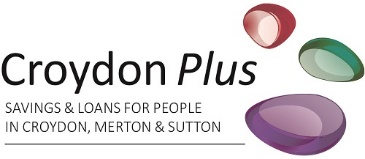 Croydon Plus
SAVINGS & LOANS FOR PEOPLE
IN CROYDON, MERTON & SUTTON